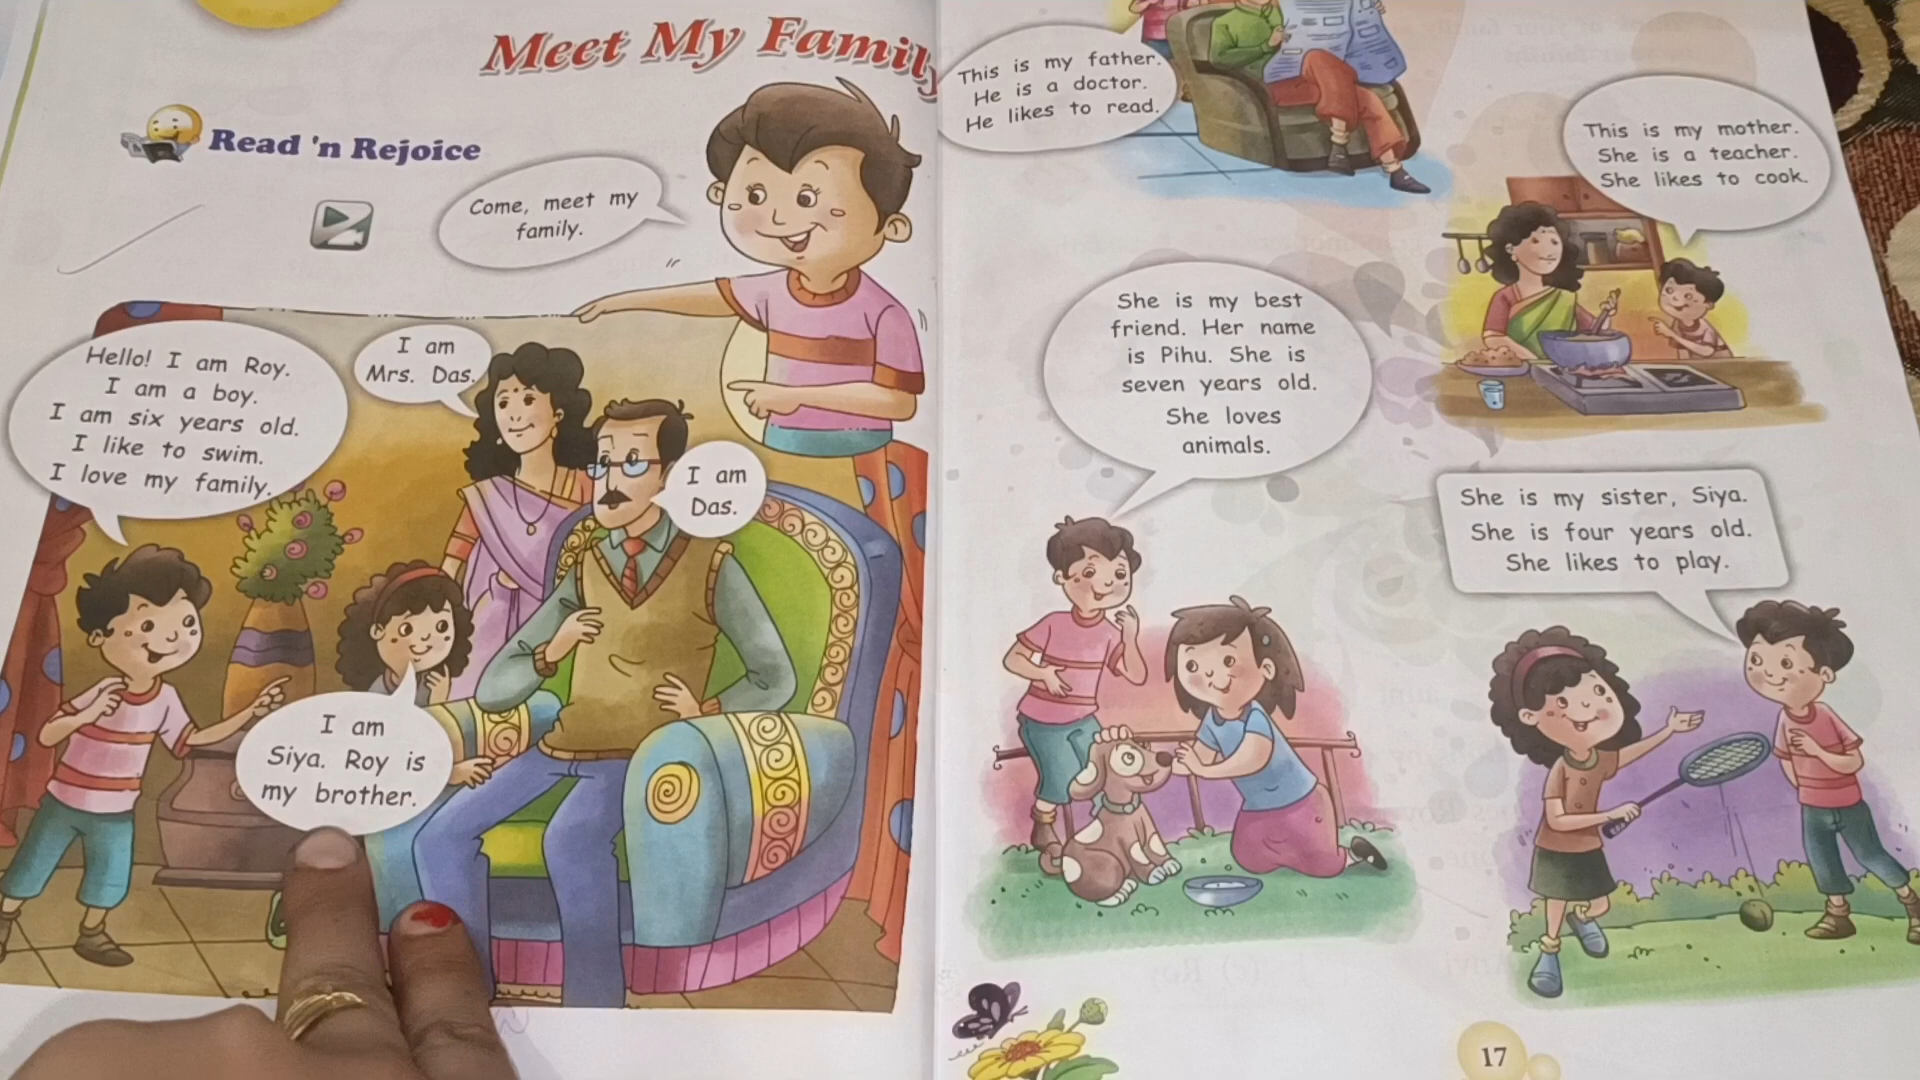 Meet My Family
Read 'n Rejoice
Come, meet my
family.
Hello! I am Roy.
I am a boy.
I am six years old.
I like to swim.
I love my family.
I am
Mrs. Das.
I am
Das.
I am
Siya. Roy is
my brother.
This is my father.
He is a doctor.
He likes to read.
This is my mother.
She is a teacher.
She likes to cook.
She is my best
friend. Her name
is Pihu. She is
seven years old.
She loves
animals.
She is my sister, Siya.
She is four years old.
She likes to play.
17